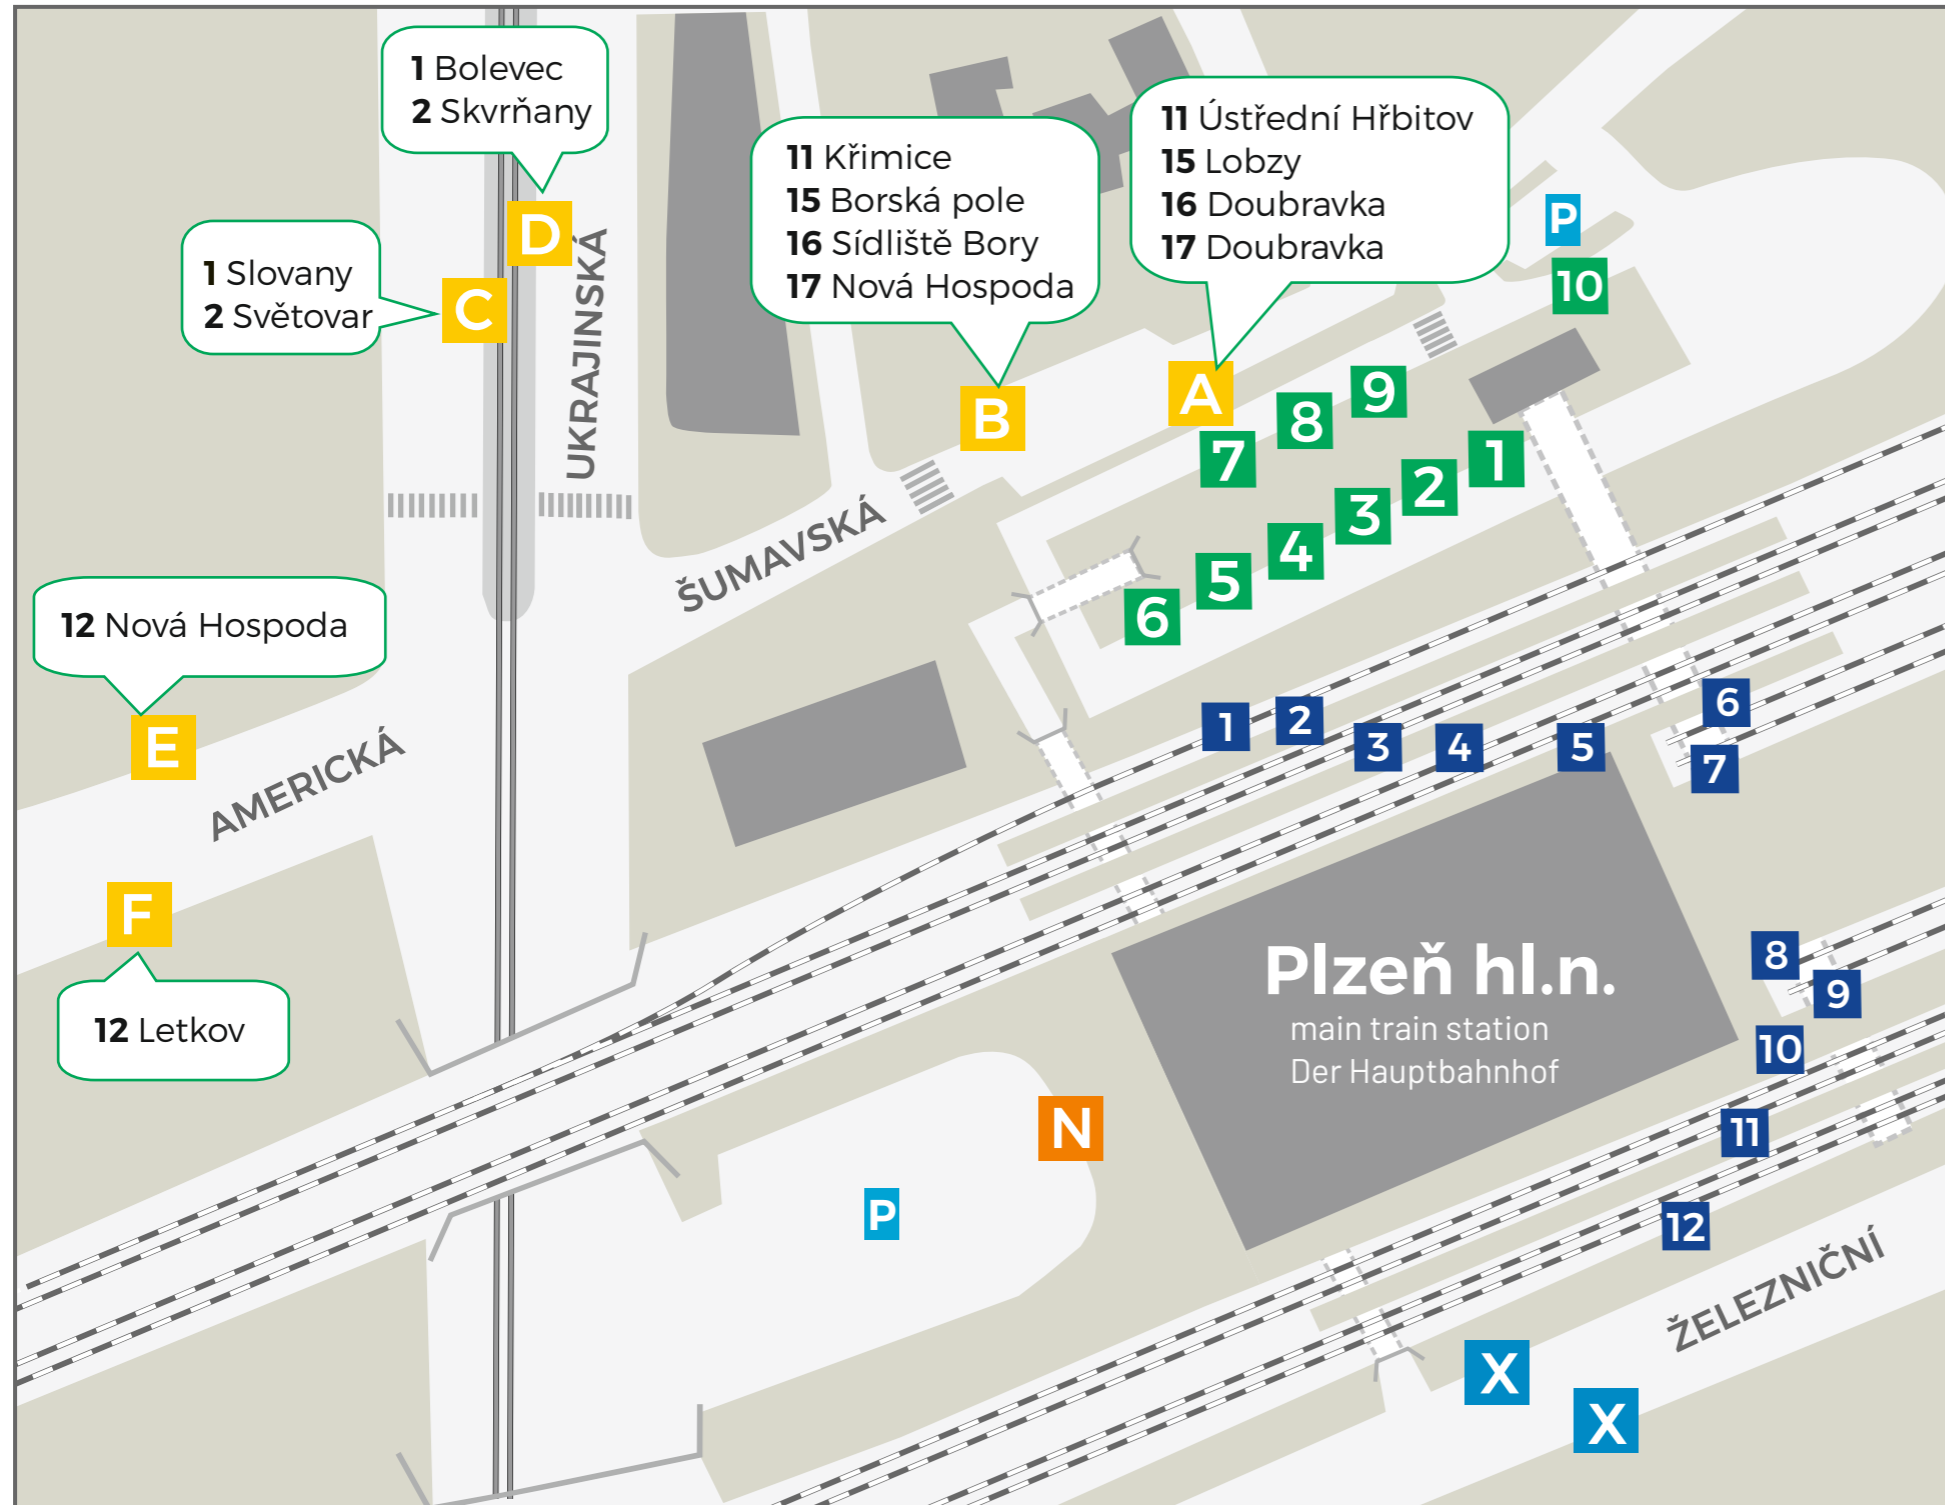 1 Bolevec
2 Skvrňany
11 Křimice
15 Borská pole
16 Sídliště Bory
17 Nová Hospoda
11 Ústřední Hřbitov
15 Lobzy
16 Doubravka
17 Doubravka
1 Slovany
2 Světovar
P
10
D
C
UKRAJINSKÁ
B
A
7
8
9
1
2
3
4
5
6
ŠUMAVSKÁ
12 Nová Hospoda
E
AMERICKÁ
F
12 Letkov
1
2
3
4
5
6
7
Plzeň hl.n.
main train station
Der Hauptbahnhof
8
9
10
11
12
N
P
ŽELEZNIČNÍ
X
X